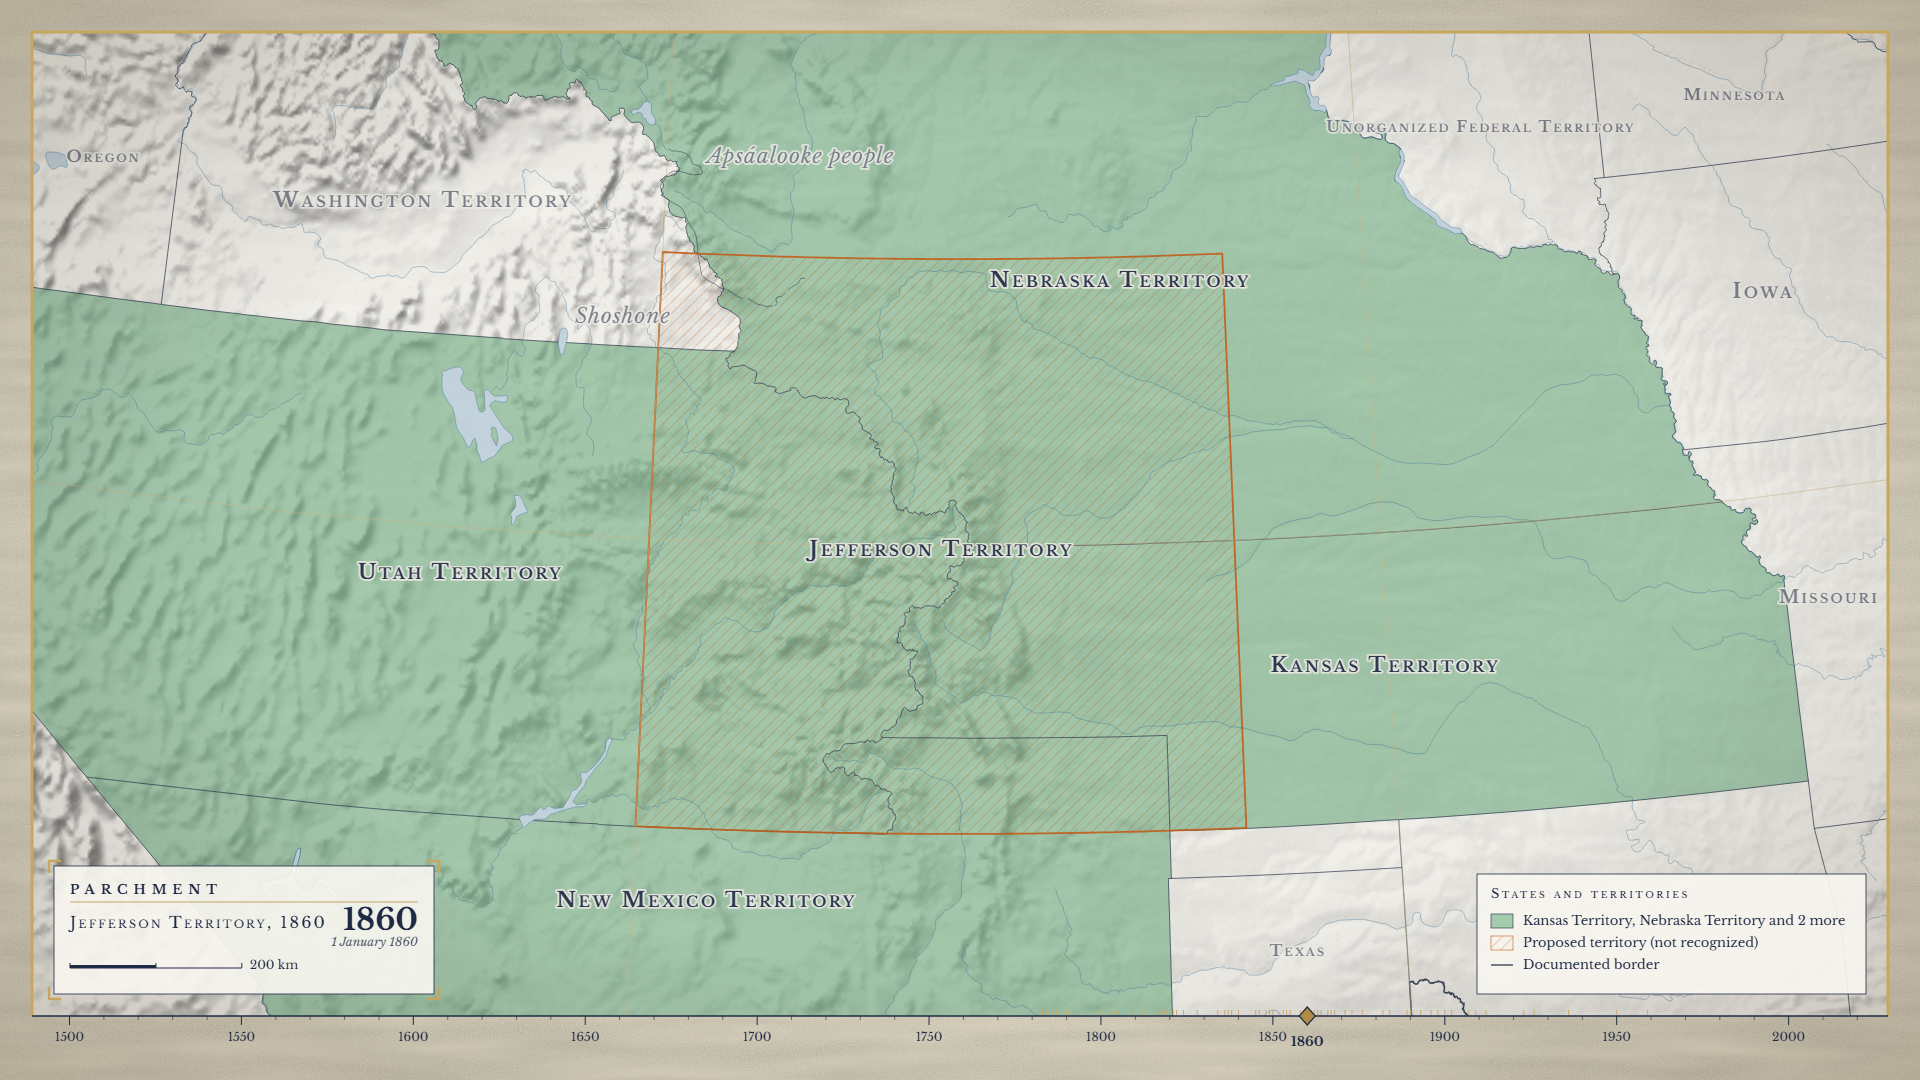 Minnesota
Unorganized Federal Territory
Oregon
Apsáalooke people
Washington Territory
Nebraska Territory
Iowa
Shoshone
Jefferson Territory
Utah Territory
Missouri
Kansas Territory
New Mexico Territory
Texas
PARCHMENT
Jefferson Territory, 1860 1860
1 January 1860
200 km
States and territories
Kansas Territory, Nebraska Territory and 2 more
Proposed territory (not recognized)
Documented border
1500 1550 1600 1650 1700 1750 1800 1850 1860 1900 1950 2000